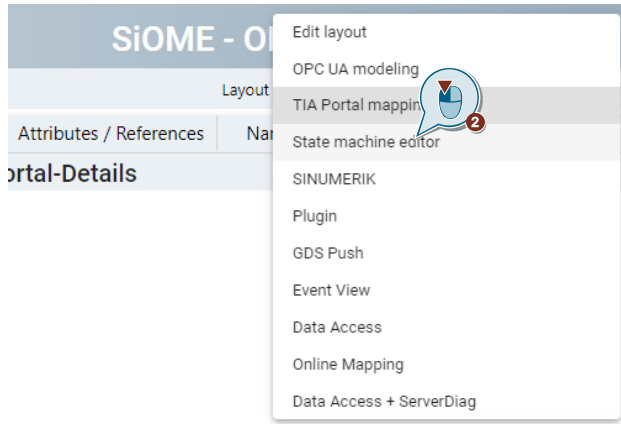 SiOME - O
Layout
Attributes / References
Nar
ortal-Details
Edit layout
OPC UA modeling
TIA Portal mappin
2
State machine editor
SINUMERIK
Plugin
GDS Push
Event View
Data Access
Online Mapping
Data Access + ServerDiag